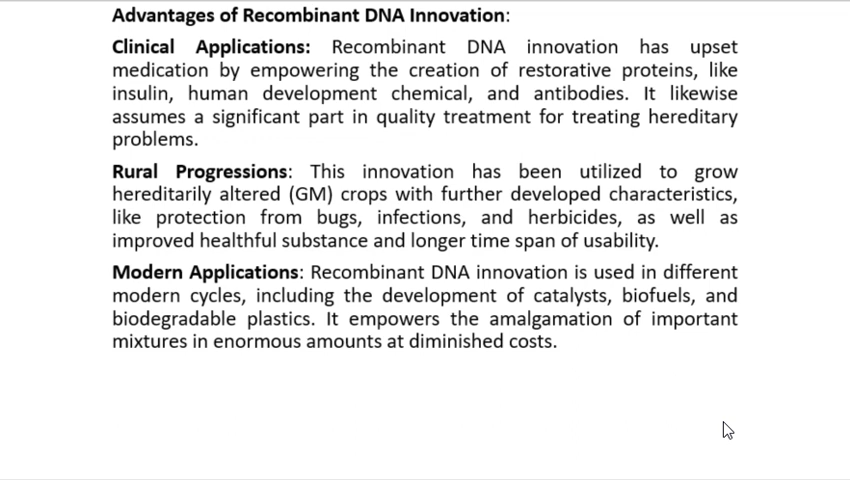 Advantages of Recombinant DNA Innovation:
Clinical Applications: Recombinant DNA innovation has upset
medication by empowering the creation of restorative proteins, like
insulin, human development chemical, and antibodies. It likewise
assumes a significant part in quality treatment for treating hereditary
problems.
Rural Progressions: This innovation has been utilized to grow
hereditarily altered (GM) crops with further developed characteristics,
like protection from bugs, infections, and herbicides, as well as
improved healthful substance and longer time span of usability.
Modern Applications: Recombinant DNA innovation is used in different
modern cycles, including the development of catalysts, biofuels, and
biodegradable plastics. It empowers the amalgamation of important
mixtures in enormous amounts at diminished costs.